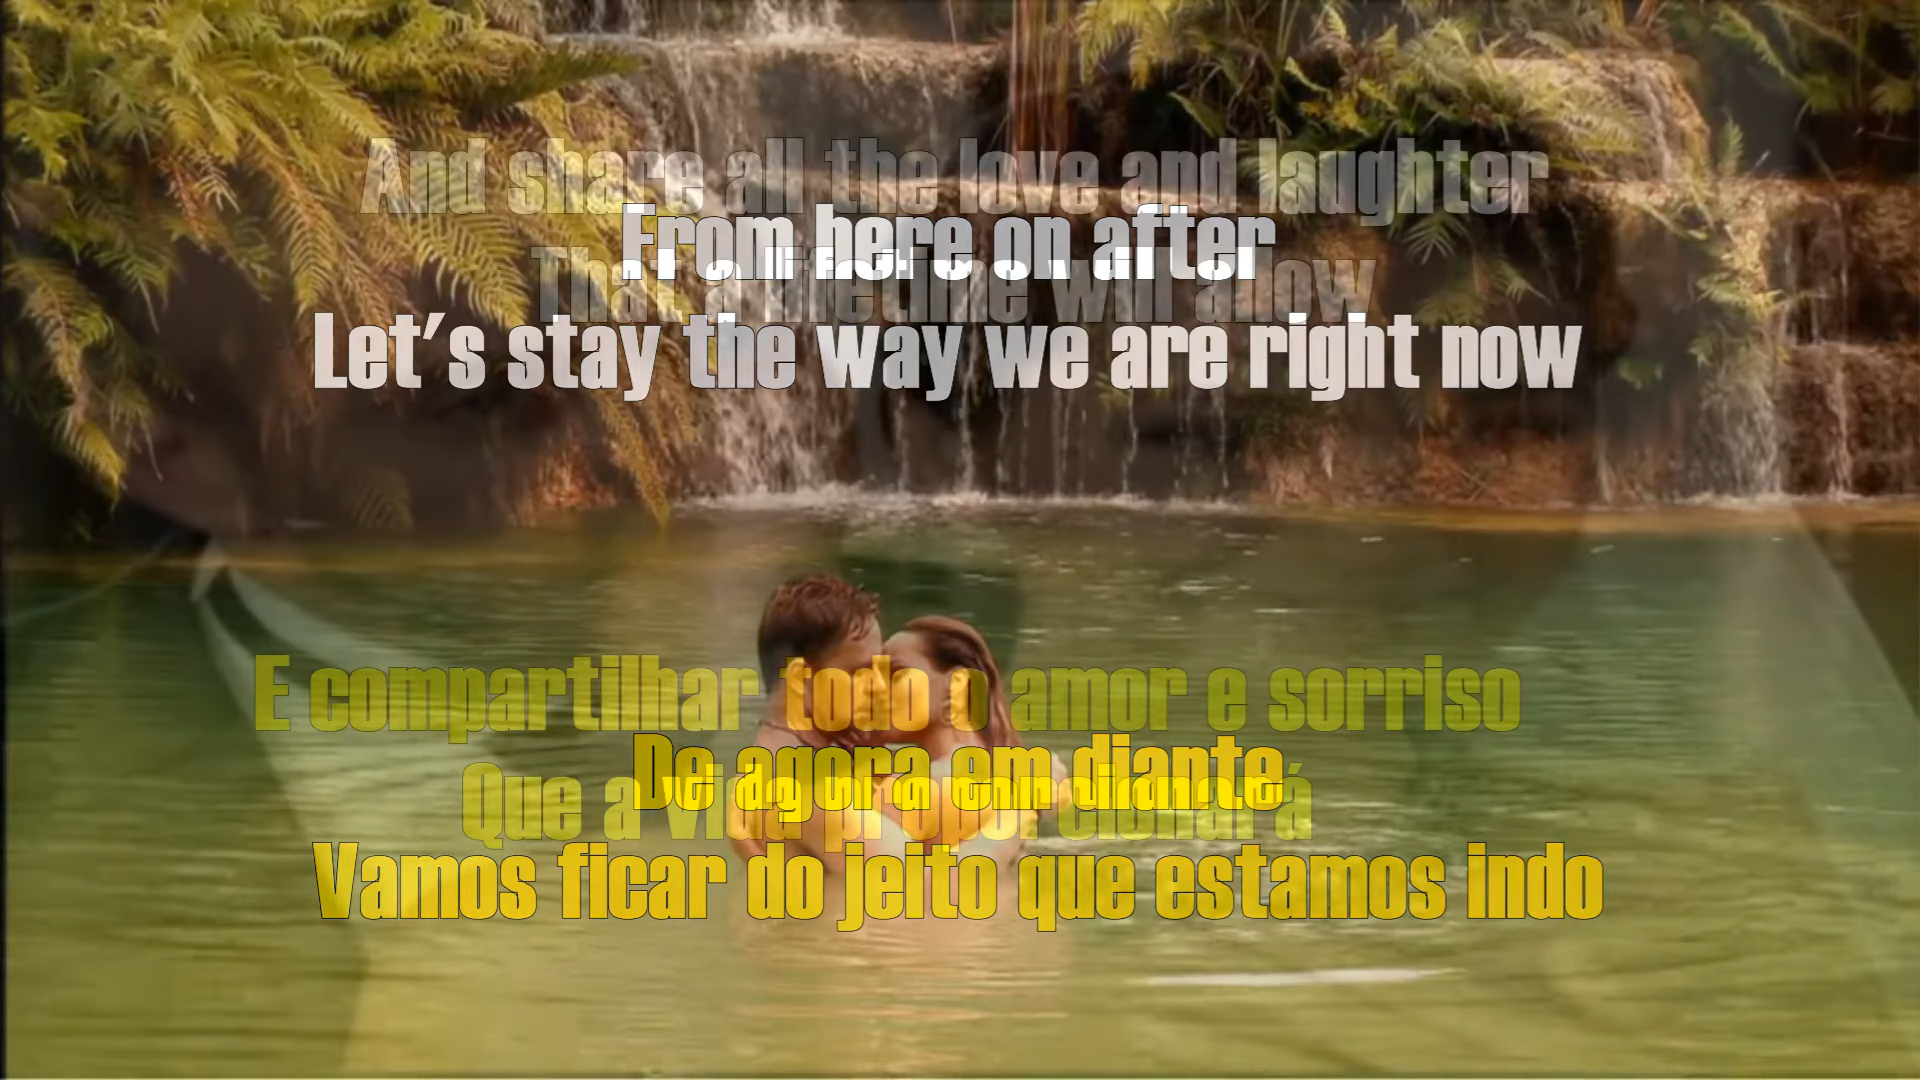 And share all the love and laughter
From here on after
That a lifetime will allow
Let's stay the way we are right now
E compartilhar todo o amor e sorriso
De agora em diante
Que a vida proporcionará
Vamos ficar do jeito que estamos indo